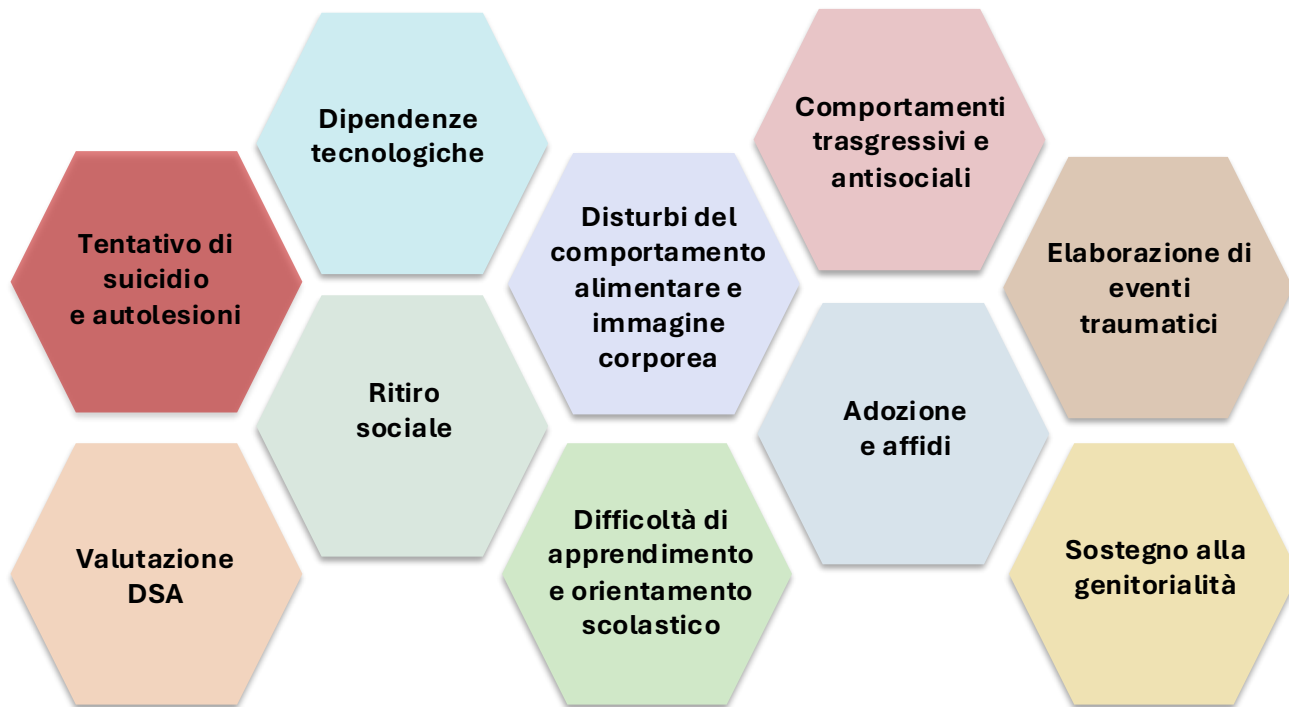 Dipendenze
tecnologiche
Comportamenti
trasgressivi e
antisociali
Tentativo di
suicidio
e autolesioni
Disturbi del
comportamento
alimentare e
immagine
corporea
Elaborazione di
eventi
traumatici
Ritiro
sociale
Adozione
e affidi
Valutazione
DSA
Difficoltà di
apprendimento
e orientamento
scolastico
Sostegno alla
genitorialità